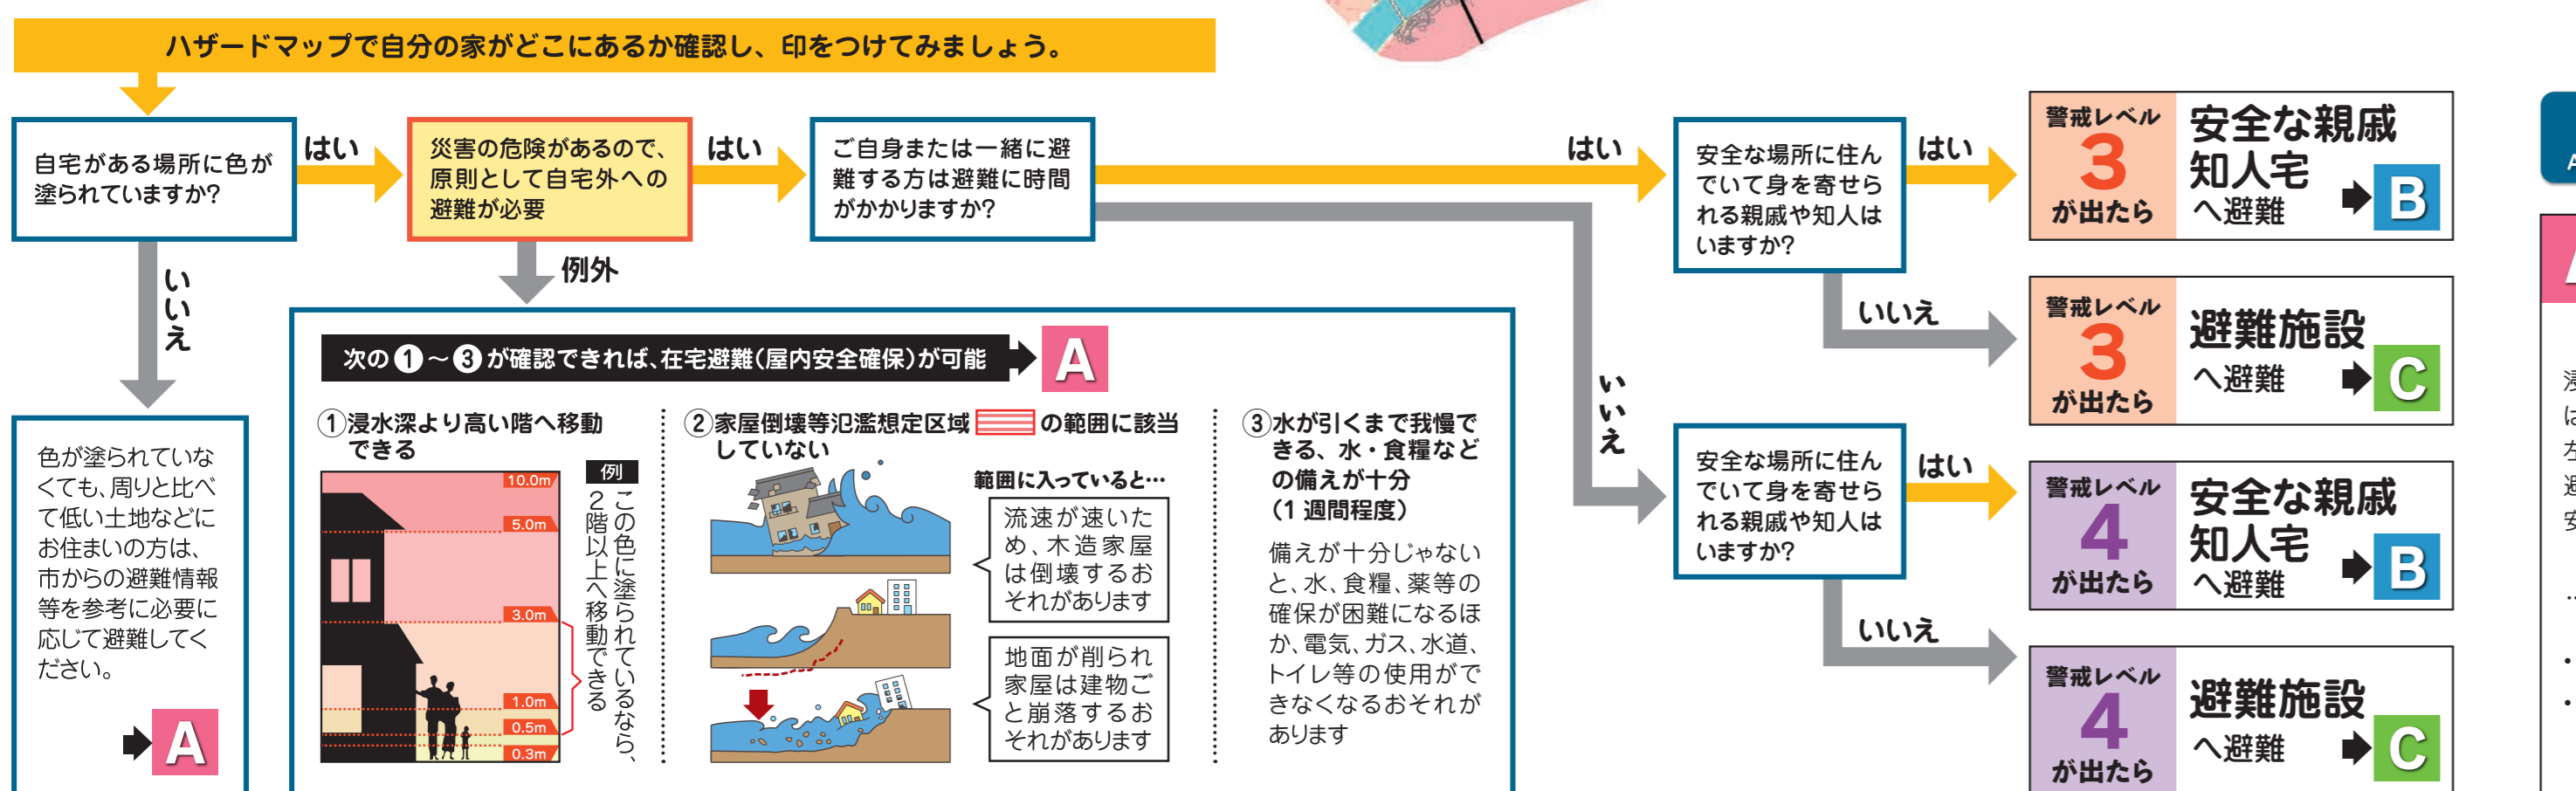 ハザードマップで自分の家がどこにあるか確認し、印をつけてみましょう。
自宅がある場所に色が
塗られていますか?
はい
災害の危険があるので、
原則として自宅外への
避難が必要
はい
ご自身または一緒に避
難する方は避難に時間
がかかりますか?
はい
安全な場所に住ん
でいて身を寄せら
れる親戚や知人は
いますか?
はい
警戒レベル
3
が出たら
安全な親戚
知人宅
へ避難
B
いいえ
警戒レベル
3
が出たら
避難施設
へ避難
C
いいえ
安全な場所に住ん
でいて身を寄せら
れる親戚や知人は
いますか?
はい
警戒レベル
4
が出たら
安全な親戚
知人宅
へ避難
B
いいえ
警戒レベル
4
が出たら
避難施設
へ避難
C
いいえ
色が塗られていな
くても、周りと比べ
て低い土地などに
お住まいの方は、
市からの避難情報
等を参考に必要に
応じて避難してく
ださい。
A
例外
次の❶～❸が確認できれば、在宅避難(屋内安全確保)が可能
A
①浸水深より高い階へ移動
できる
10.0m
5.0m
3.0m
1.0m
0.5m
0.3m
例
この色に塗られているなら、
2階以上へ移動できる
②家屋倒壊等氾濫想定区域 の範囲に該当
していない
範囲に入っていると…
流速が速いた
め、木造家屋
は倒壊するお
それがあります
地面が削られ
家屋は建物ご
と崩落するお
それがあります
③水が引くまで我慢で
きる、水・食糧など
の備えが十分
(1 週間程度)
備えが十分じゃない
と、水、食糧、薬等の
確保が困難になるほ
か、電気、ガス、水道、
トイレ等の使用がで
きなくなるおそれが
あります